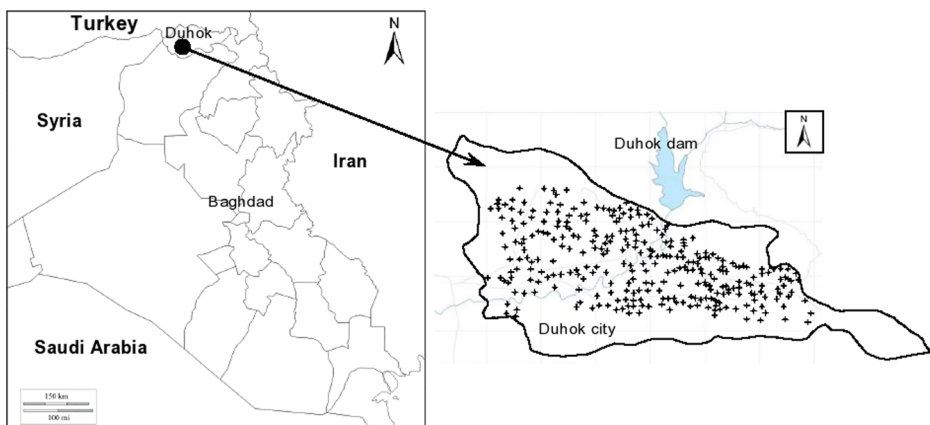 Turkey
Duhok
N
Syria
Iran
Baghdad
Saudi Arabia
150 km
100 mi
Duhok dam
N
Duhok city